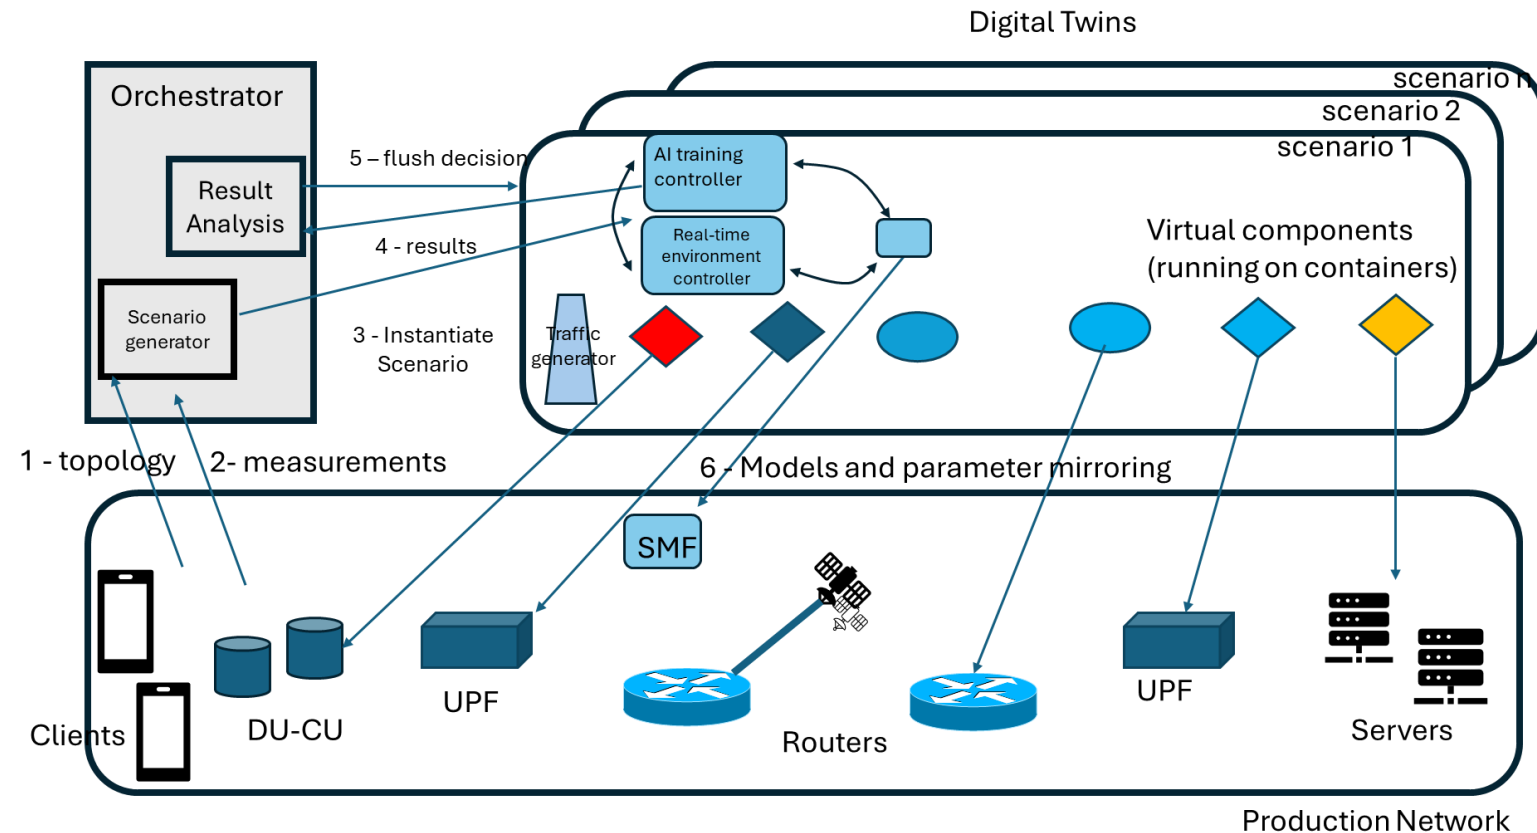 Digital Twins
scenario n
scenario 2
scenario 1
Orchestrator
5 – flush decision
Result
Analysis
4 - results
AI training
controller
Real-time
environment
controller
Virtual components
(running on containers)
Scenario
generator
3 - Instantiate
Scenario
Traffic
generator
1 - topology
2- measurements
6 - Models and parameter mirroring
SMF
Clients
DU-CU
UPF
Routers
UPF
Servers
Production Network